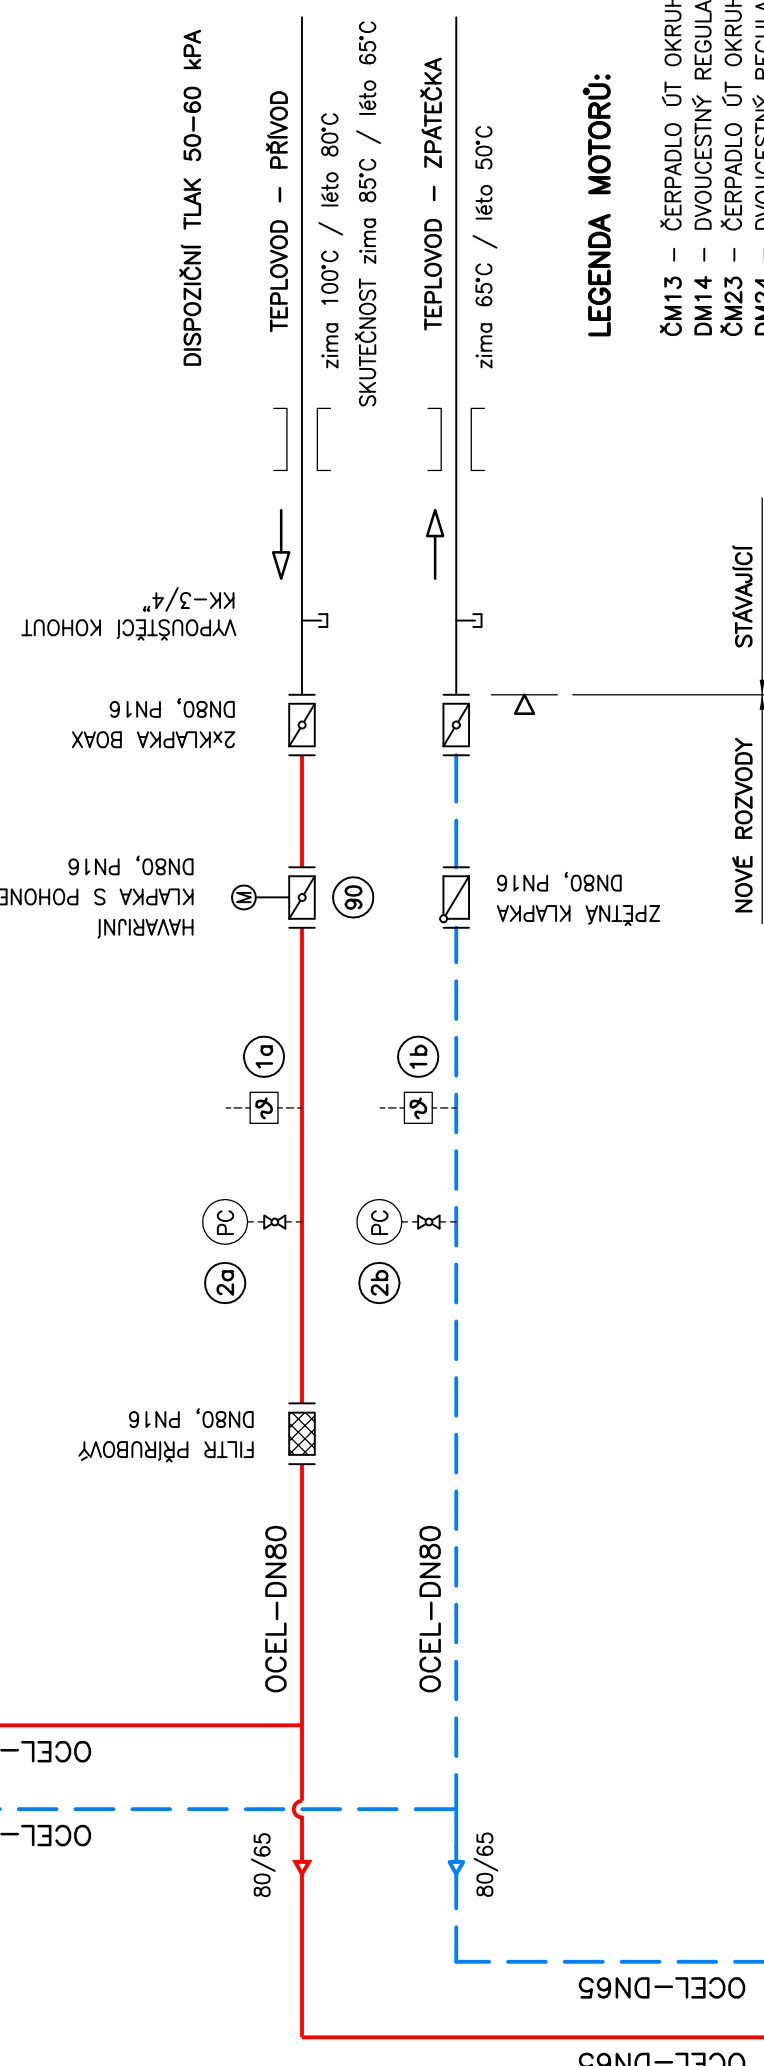 DISPOZIČNÍ TLAK 50-60 kPA
TEPLOVOD - PŘÍVOD
zima 100°C / léto 80°C
SKUTEČNOST zima 85°C / léto 65°C
TEPLOVOD - ZPÁTEČKA
zima 65°C / léto 50°C
LEGENDA MOTORŮ:
ČM13 - ČERPADLO ÚT OKRUH
DM14 - DVOUCESTNÝ REGULA
ČM23 - ČERPADLO ÚT OKRUH
VYPOUŠTĚCÍ KOHOUT
KK-3/4"
2xKLAPKA BOAX
DN80, PN16
STÁVAJÍCÍ
NOVÉ ROZVODY
HAVARIJNÍ
KLAPKA S POHONE
DN80, PN16
M
90
ZPĚTNÁ KLAPKA
DN80, PN16
1a
ϑ
1b
ϑ
PC
2a
PC
2b
FILTR PŘÍRUBOVÝ
DN80, PN16
OCEL-DN80
OCEL-DN80
OCEL-
OCEL-
80/65
80/65
OCEL-DN65
OCEL-DN65